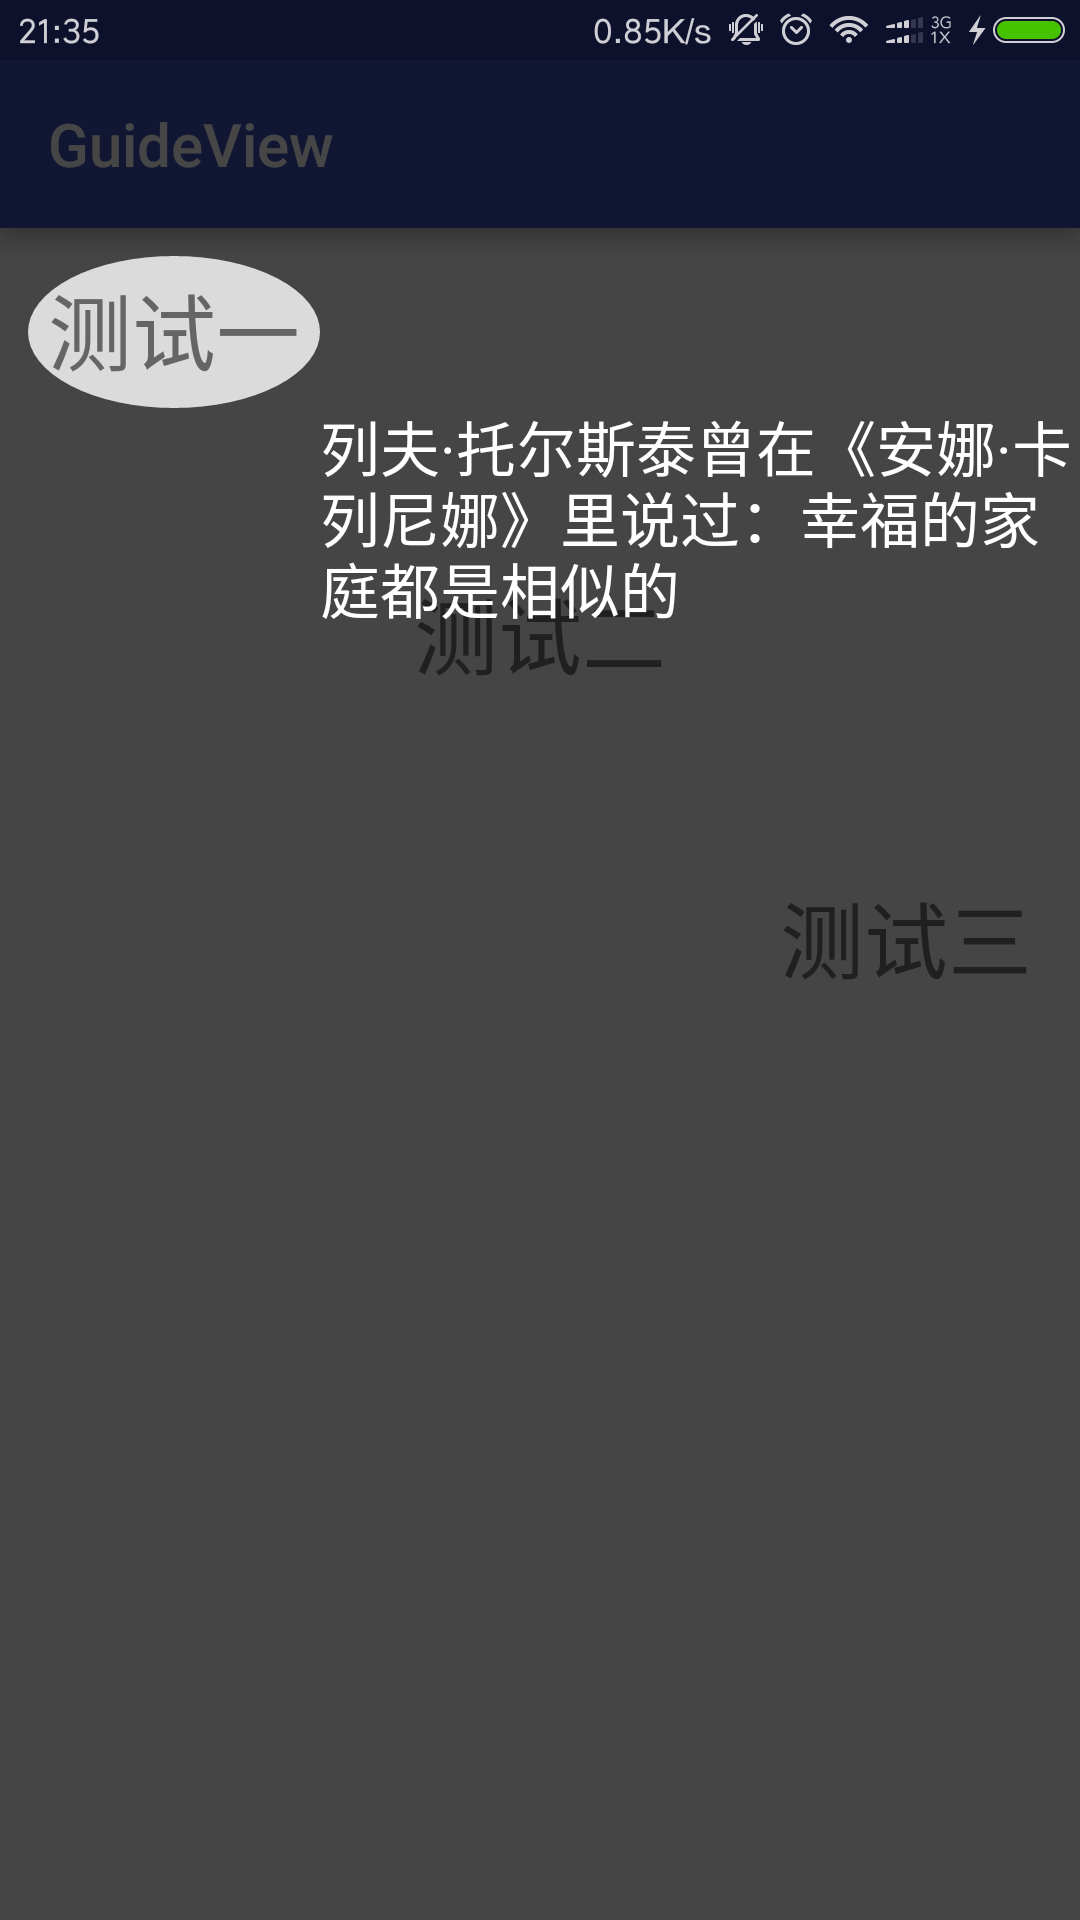 21:35 0.85K/s 3G 1X
GuideView
测试一
列夫·托尔斯泰曾在《安娜·卡
列尼娜》里说过：幸福的家
庭都是相似的
测试二
测试三